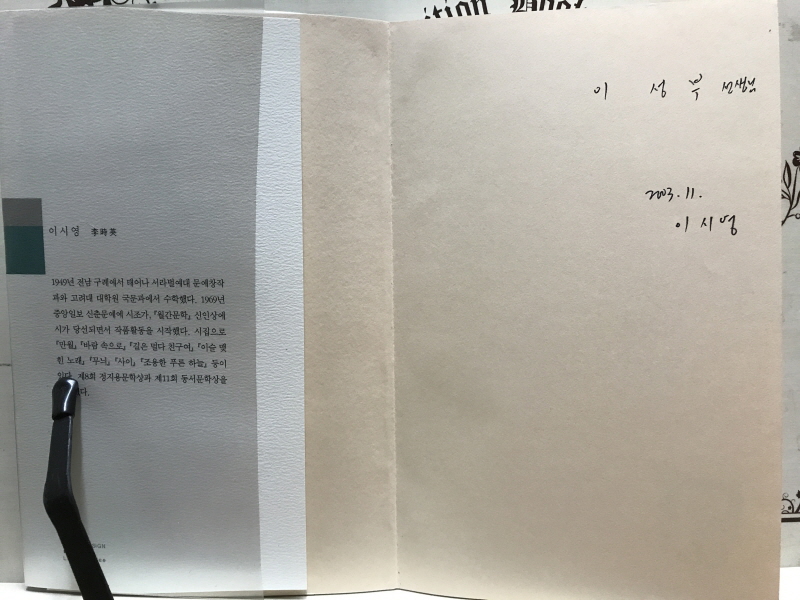 이시영 李時英
1949년 전남 구례에서 태어나 서라벌예대 문예창작
과와 고려대 대학원 국문과에서 수학했다. 1969년
중앙일보 신춘문예에 시조가, 『월간문학』 신인상에
시가 당선되면서 작품활동을 시작했다. 시집으로
『만월』 『바람 속으로』 『길은 멀다 친구여』 『이슬 맺
힌 노래』 『무늬』 『사이』 『조용한 푸른 하늘』 등이
있다. 제8회 정지용문학상과 제11회 동서문학상을
다.
이 성 부 선생님
2003. 11.
이 시 영